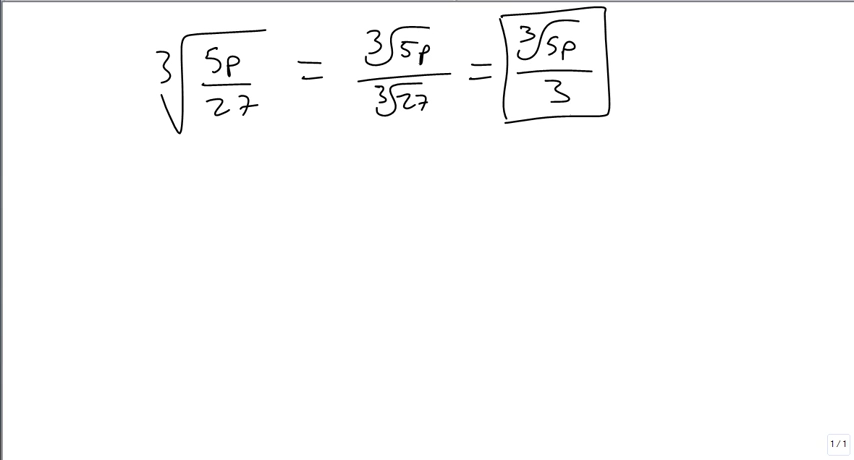 ∛(5p/27) = ∛5p/∛27 = ∛5p/3
1 / 1